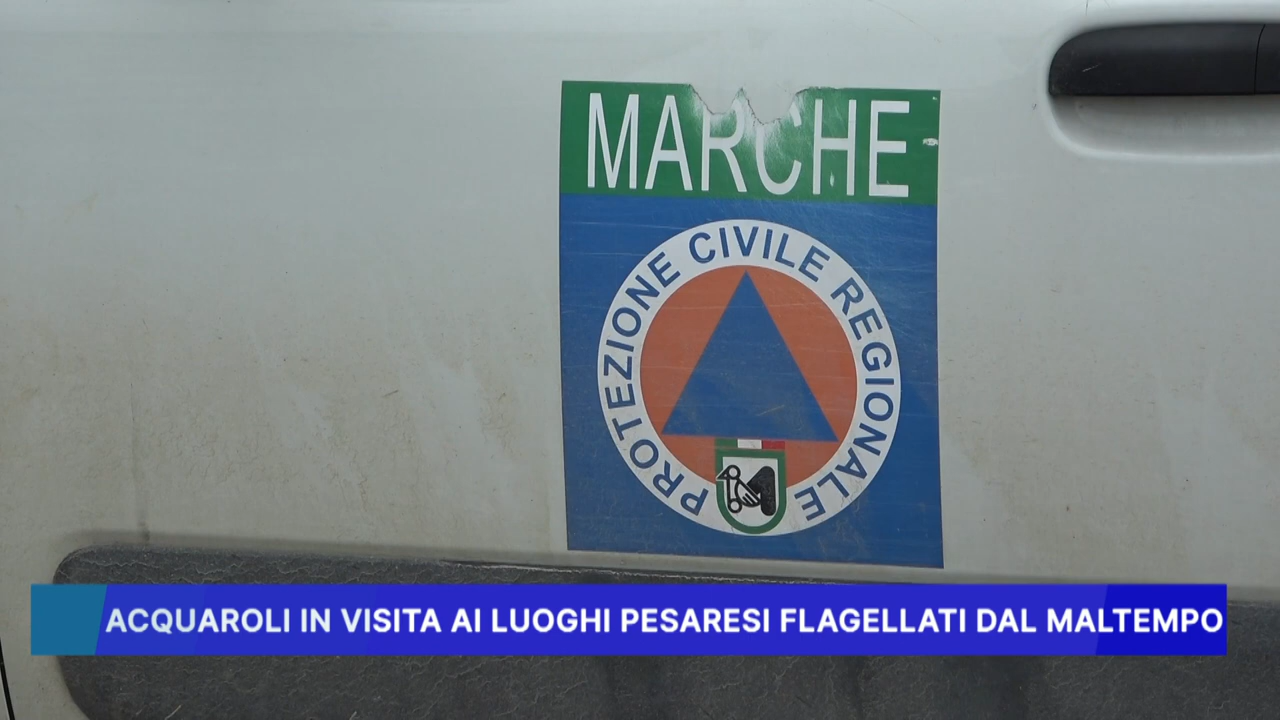 MARCHE
PROTEZIONE CIVILE REGIONALE
ACQUAROLI IN VISITA AI LUOGHI PESARESI FLAGELLATI DAL MALTEMPO